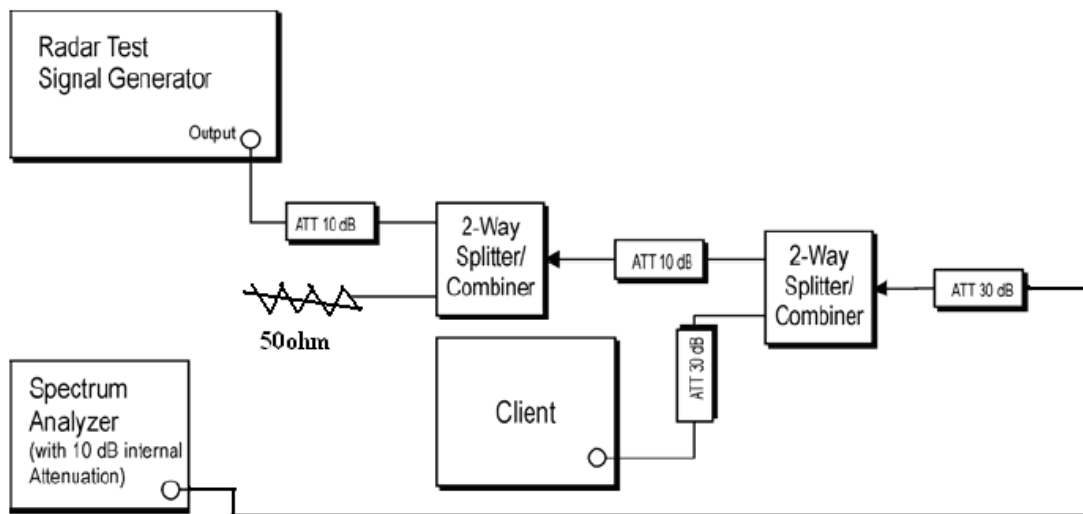 Radar Test
Signal Generator
Output
ATT 10 dB
2-Way
Splitter/
Combiner
ATT 10 dB
2-Way
Splitter/
Combiner
ATT 30 dB
50ohm
ATT 30 dB
Client
Spectrum
Analyzer
(with 10 dB internal
Attenuation)